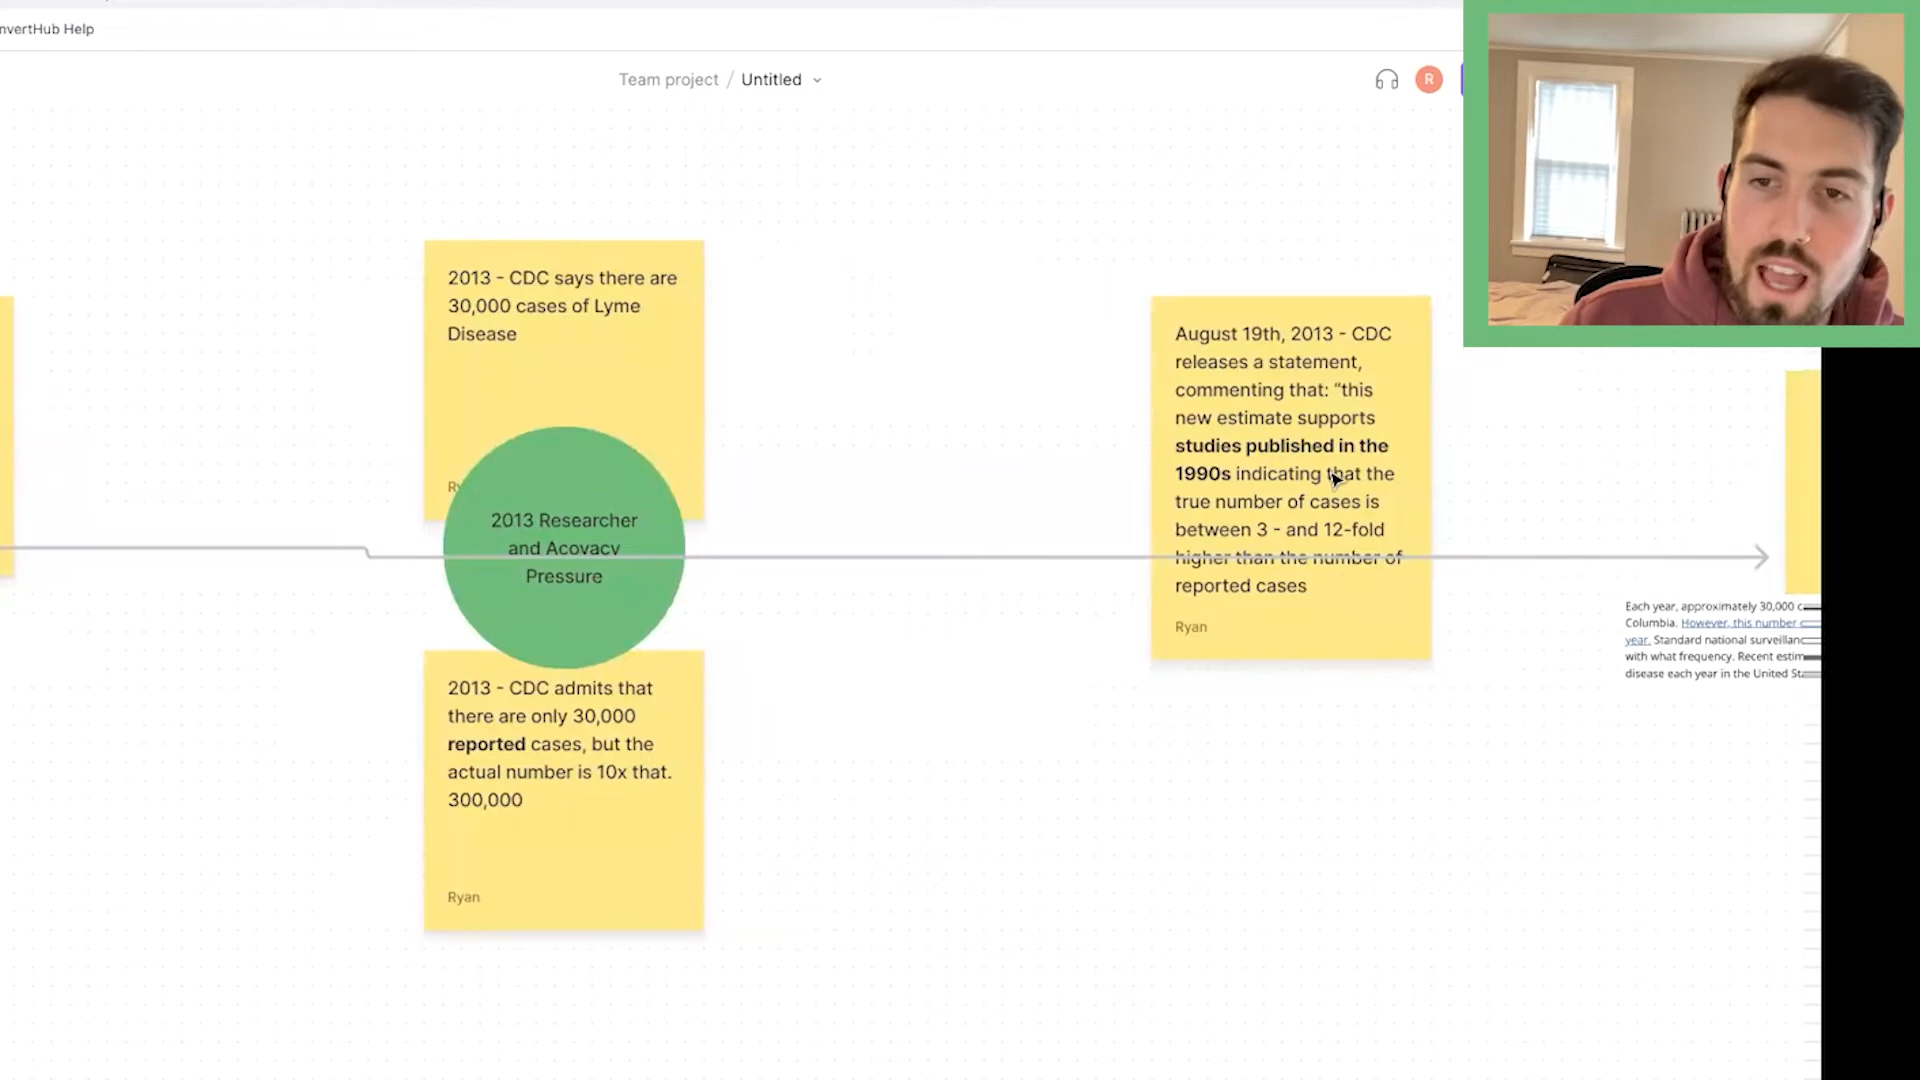 nvertHub Help
Team project / Untitled
R
2013 - CDC says there are
30,000 cases of Lyme
Disease
Ry
2013 Researcher
and Acovacy
Pressure
2013 - CDC admits that
there are only 30,000
reported cases, but the
actual number is 10x that.
300,000
Ryan
August 19th, 2013 - CDC
releases a statement,
commenting that: “this
new estimate supports
studies published in the
1990s indicating that the
true number of cases is
between 3 - and 12-fold
higher than the number of
reported cases
Ryan
Each year, approximately 30,000 c
Columbia. However, this number
year. Standard national surveillan
with what frequency. Recent estim
disease each year in the United St